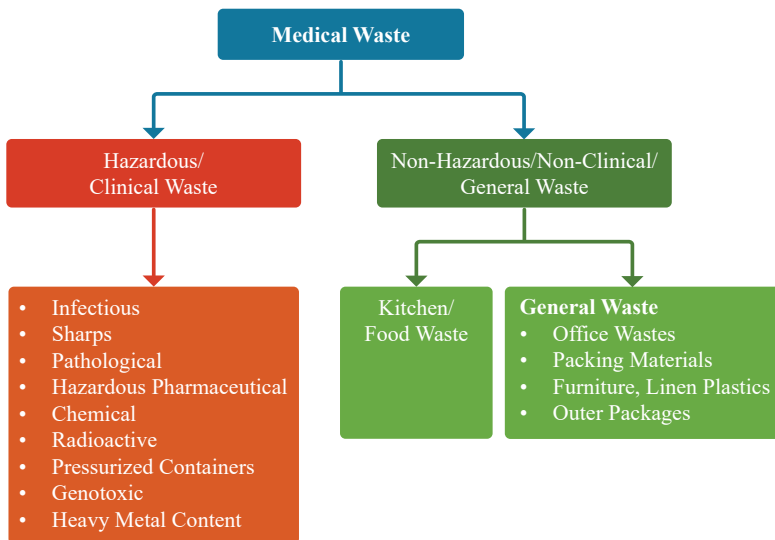 Medical Waste
Hazardous/
Clinical Waste
Non-Hazardous/Non-Clinical/
General Waste
• Infectious
• Sharps
• Pathological
• Hazardous Pharmaceutical
• Chemical
• Radioactive
• Pressurized Containers
• Genotoxic
• Heavy Metal Content
Kitchen/
Food Waste
General Waste
• Office Wastes
• Packing Materials
• Furniture, Linen Plastics
• Outer Packages